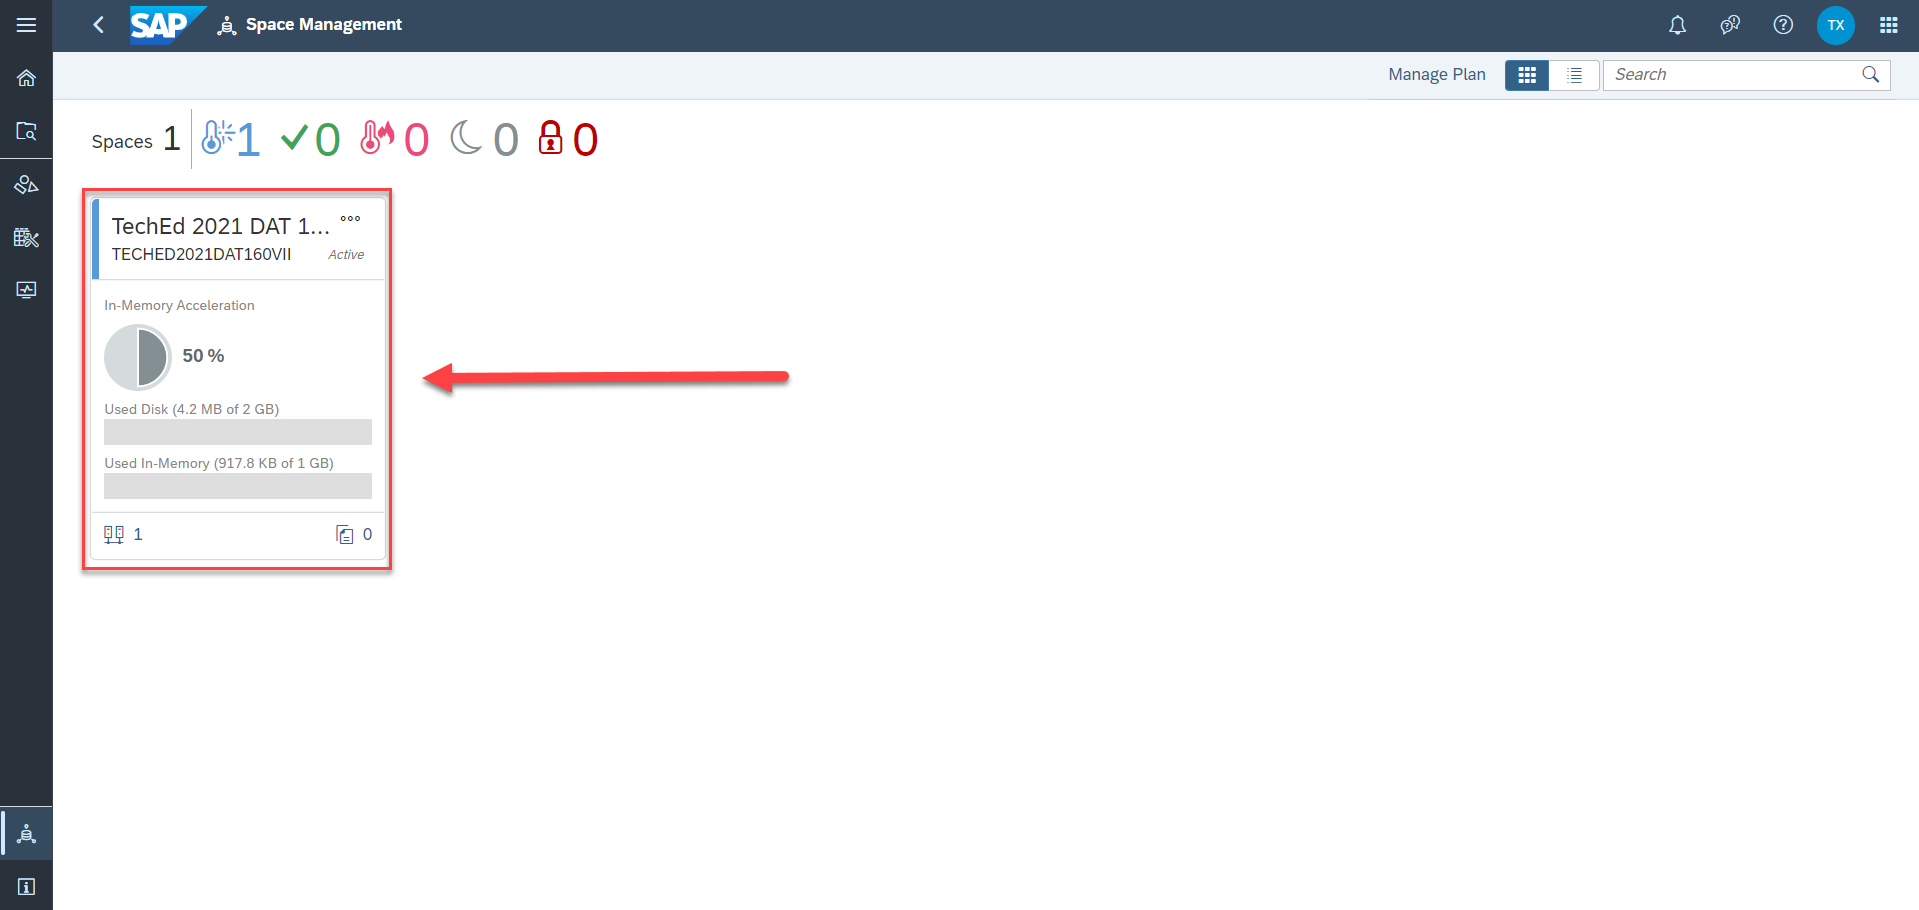 SAP Space Management TX
Manage Plan Search
Spaces 1 1 0 0 0 0
TechEd 2021 DAT 1...
TECHED2021DAT160VII Active
In-Memory Acceleration
50 %
Used Disk (4.2 MB of 2 GB)
Used In-Memory (917.8 KB of 1 GB)
1 0